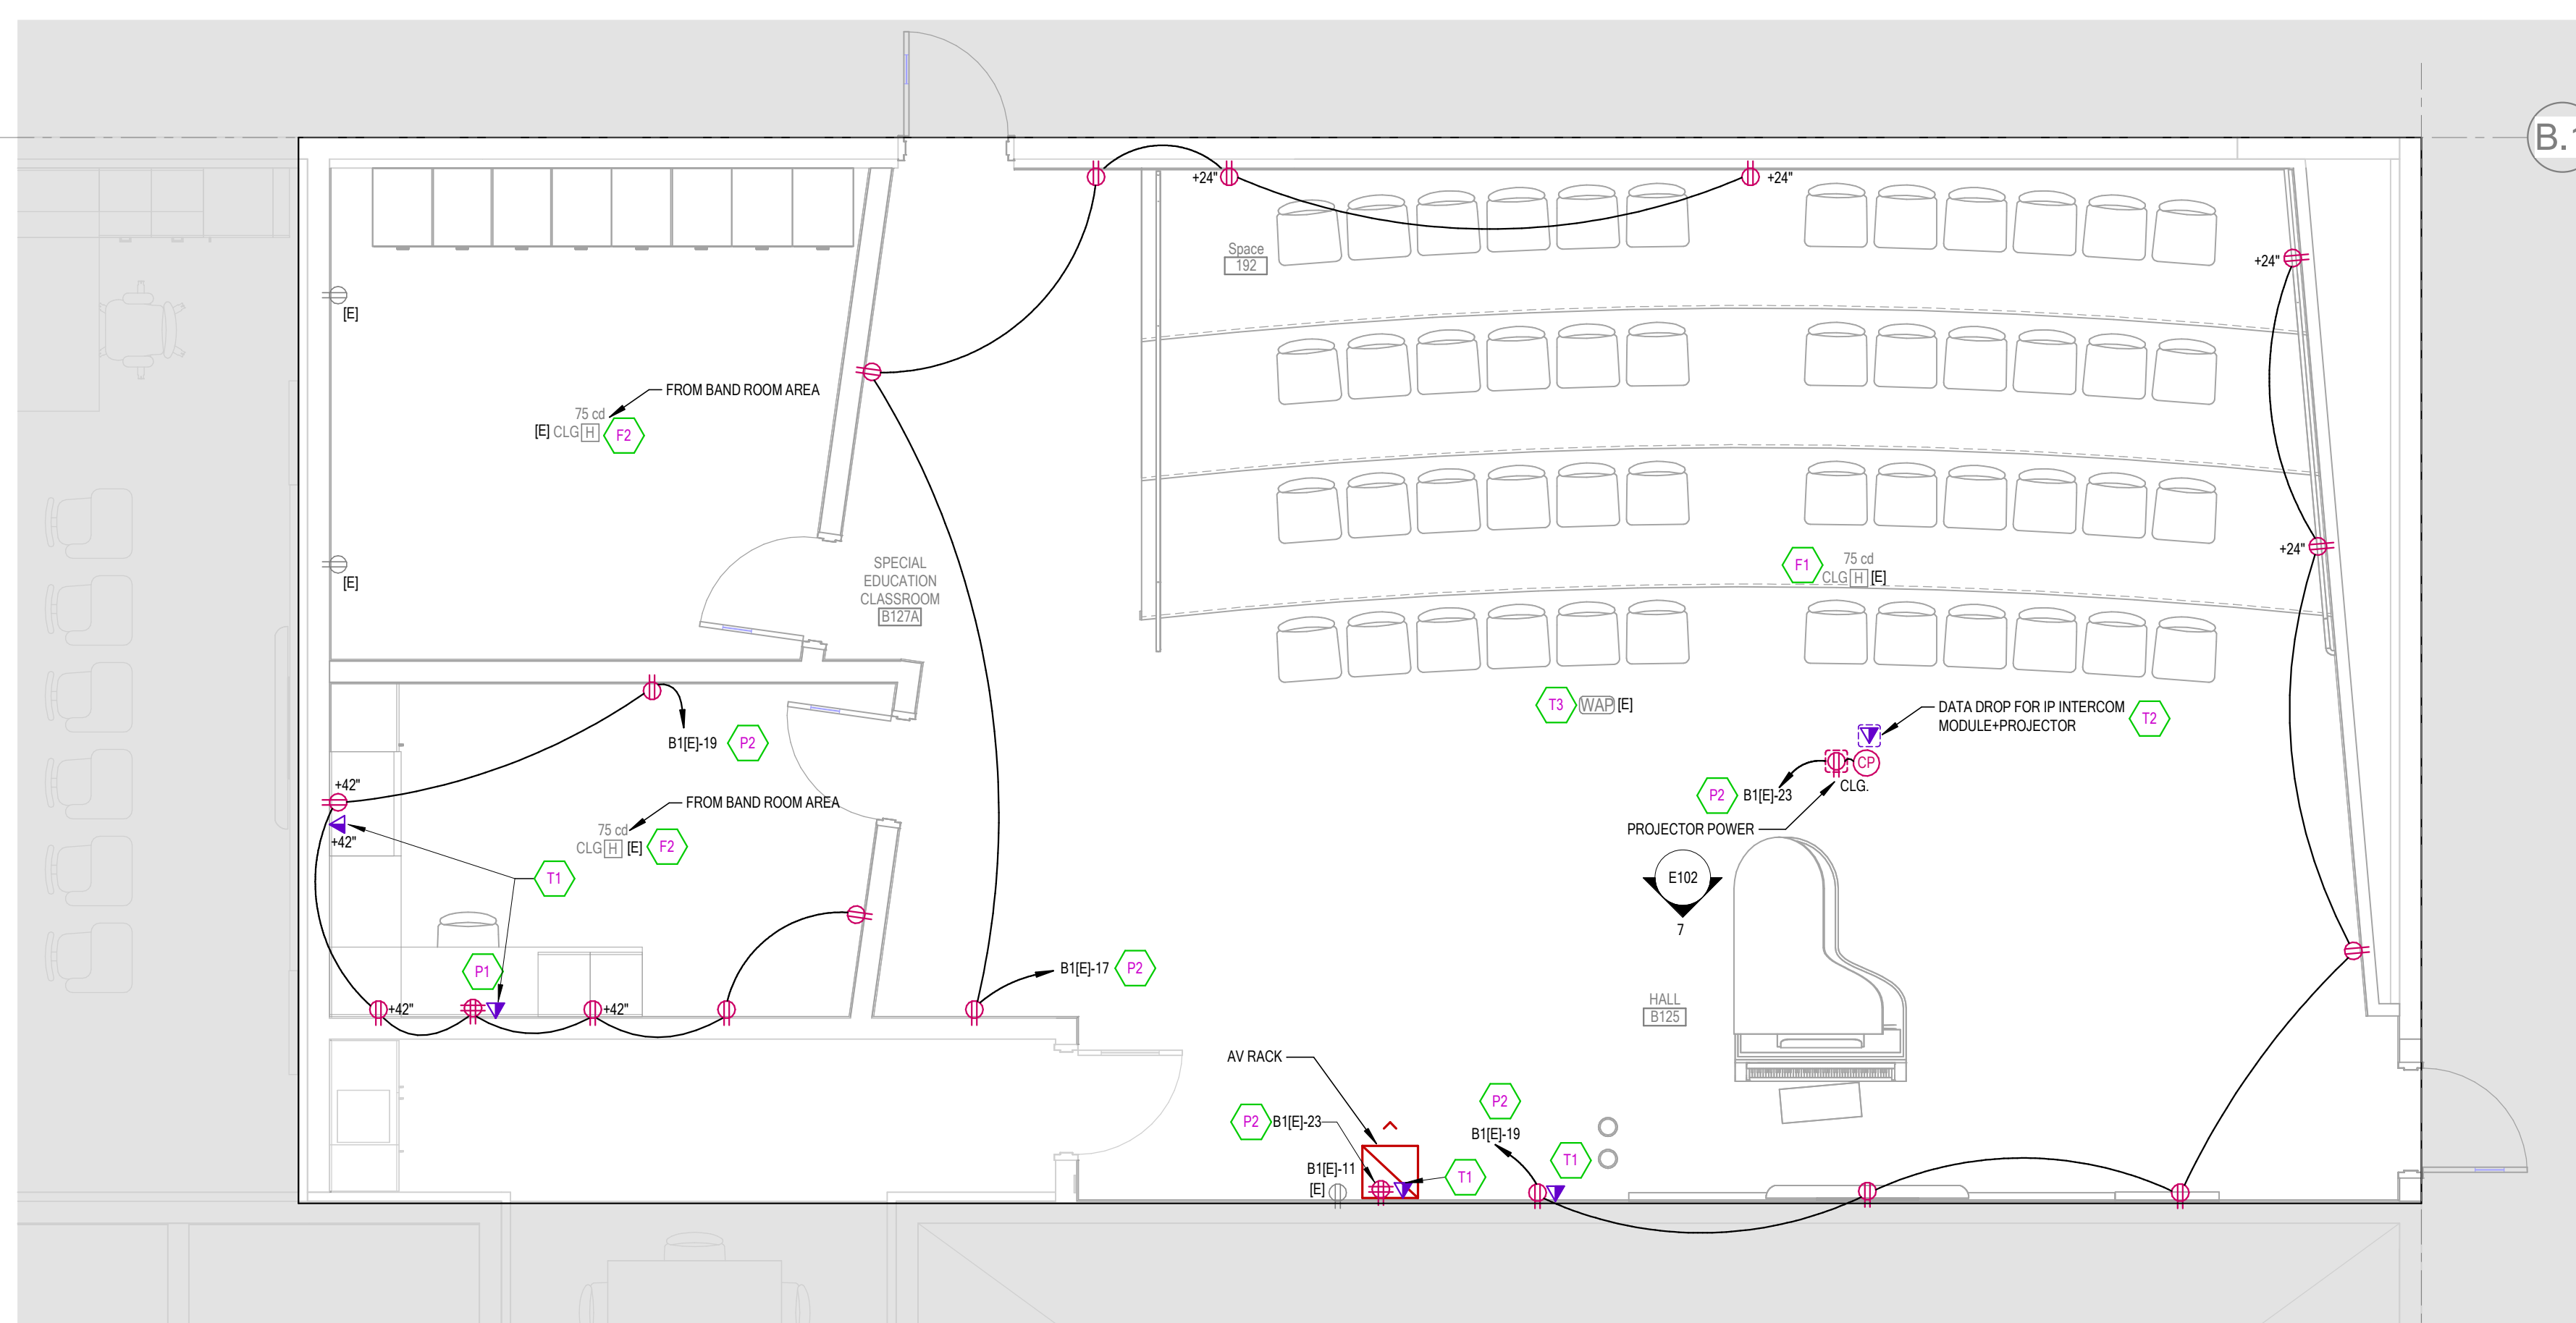 B.
+24"
+24"
Space
192
+24"
[E]
FROM BAND ROOM AREA
75 cd
[E] CLG H F2
+24"
SPECIAL
EDUCATION
CLASSROOM
B127A
[E]
F1 75 cd
CLG H [E]
T3 WAP [E]
DATA DROP FOR IP INTERCOM
MODULE+PROJECTOR
T2
B1[E]-19 P2
CP
CLG.
P2 B1[E]-23
PROJECTOR POWER
+42"
+42"
FROM BAND ROOM AREA
75 cd
CLG H [E] F2
T1
E102
7
P1
B1[E]-17 P2
+42"
+42"
HALL
B125
AV RACK
P2 B1[E]-23
P2
B1[E]-19
T1
B1[E]-11
[E]
T1